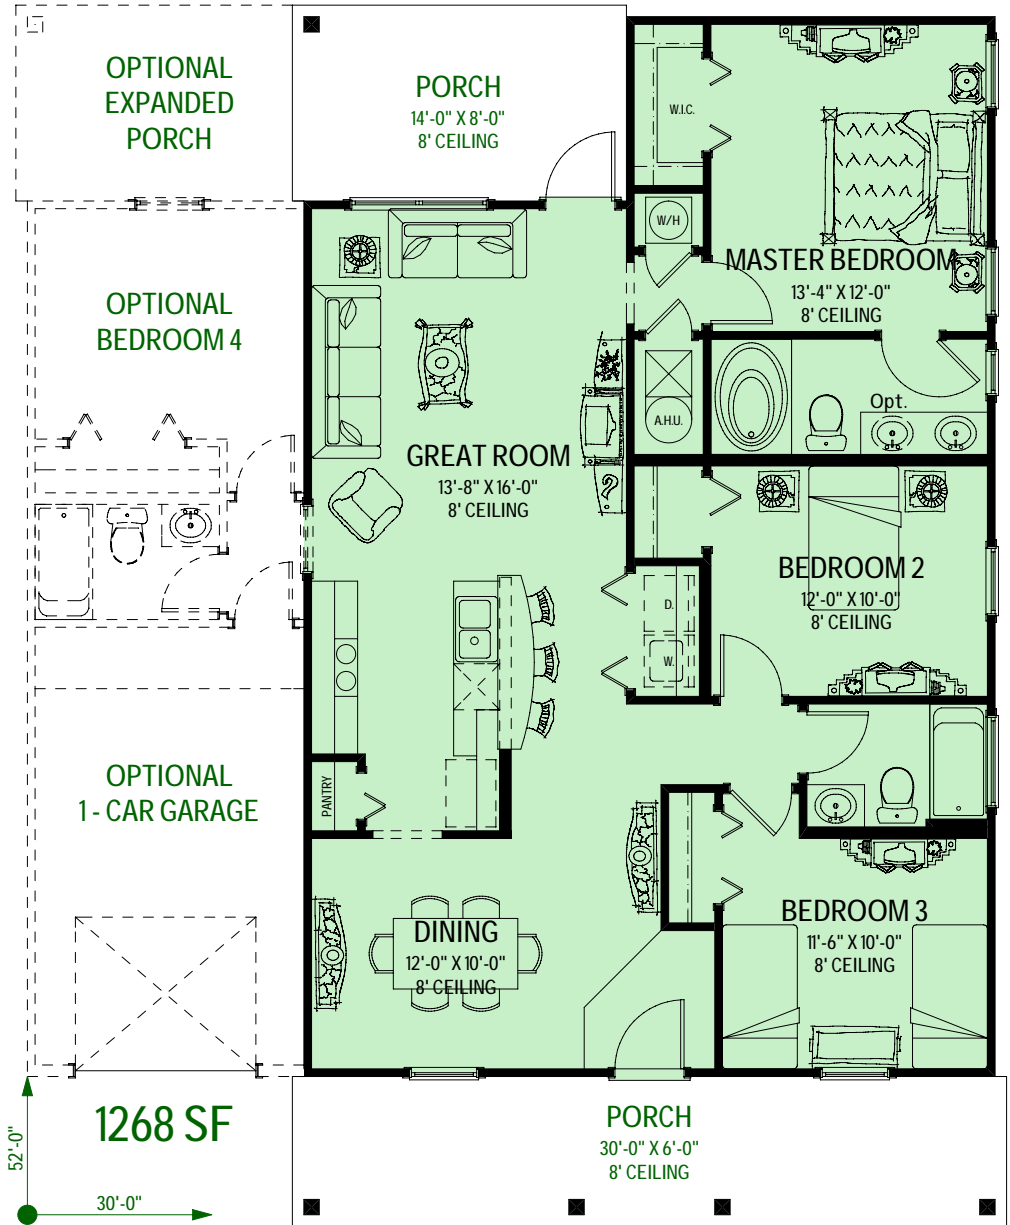 OPTIONAL
EXPANDED
PORCH
PORCH
14'-0" X 8'-0"
8' CEILING
W.I.C.
W/H
MASTER BEDROOM
13'-4" X 12'-0"
8' CEILING
OPTIONAL
BEDROOM 4
A.H.U.
Opt.
GREAT ROOM
13'-8" X 16'-0"
8' CEILING
BEDROOM 2
12'-0" X 10'-0"
8' CEILING
D.
W.
OPTIONAL
1 - CAR GARAGE
PANTRY
DINING
12'-0" X 10'-0"
8' CEILING
BEDROOM 3
11'-6" X 10'-0"
8' CEILING
1268 SF
52'-0"
30'-0"
PORCH
30'-0" X 6'-0"
8' CEILING